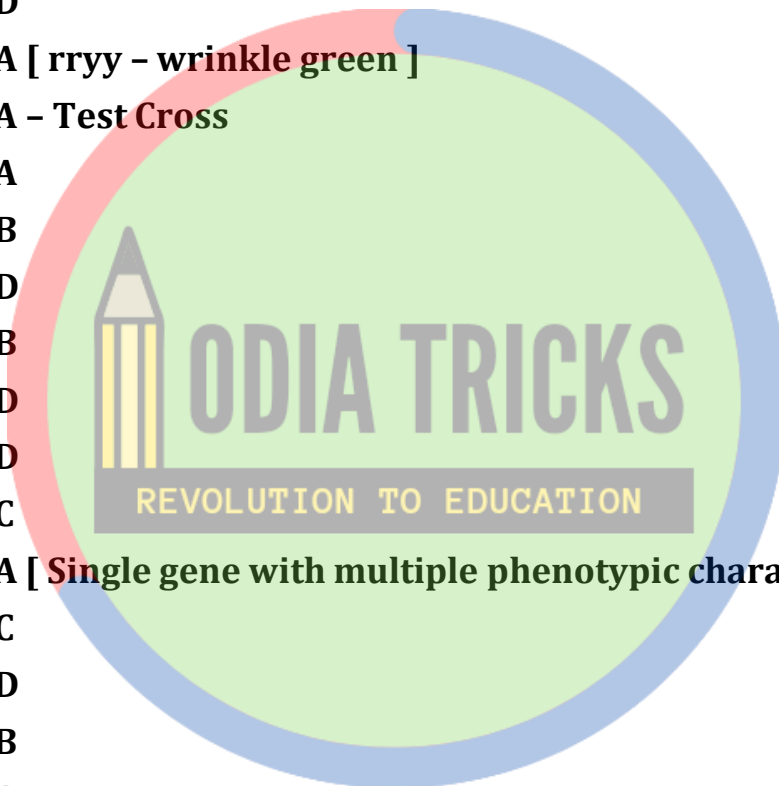 D
A [ rryy – wrinkle green ]
A – Test Cross
A
B
D
B
ODIA TRICKS
D
D
REVOLUTION TO EDUCATION
C
A [ Single gene with multiple phenotypic chara
C
D
B